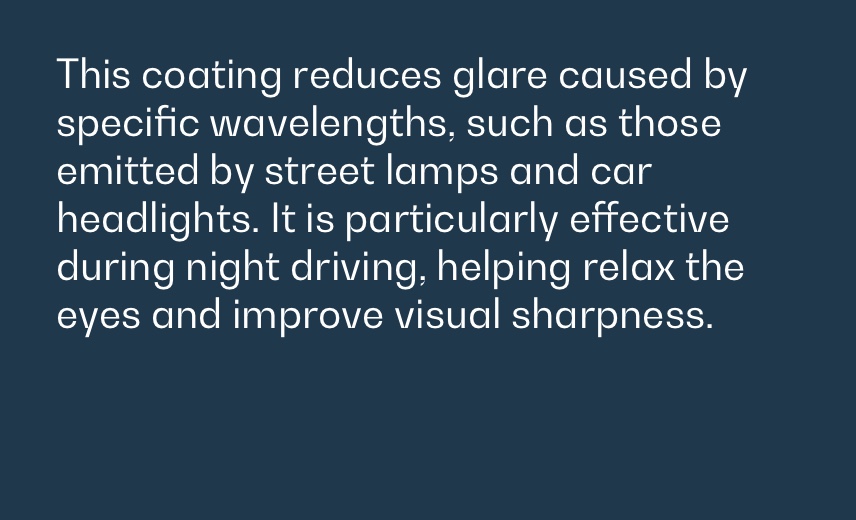 This coating reduces glare caused by
specific wavelengths, such as those
emitted by street lamps and car
headlights. It is particularly effective
during night driving, helping relax the
eyes and improve visual sharpness.